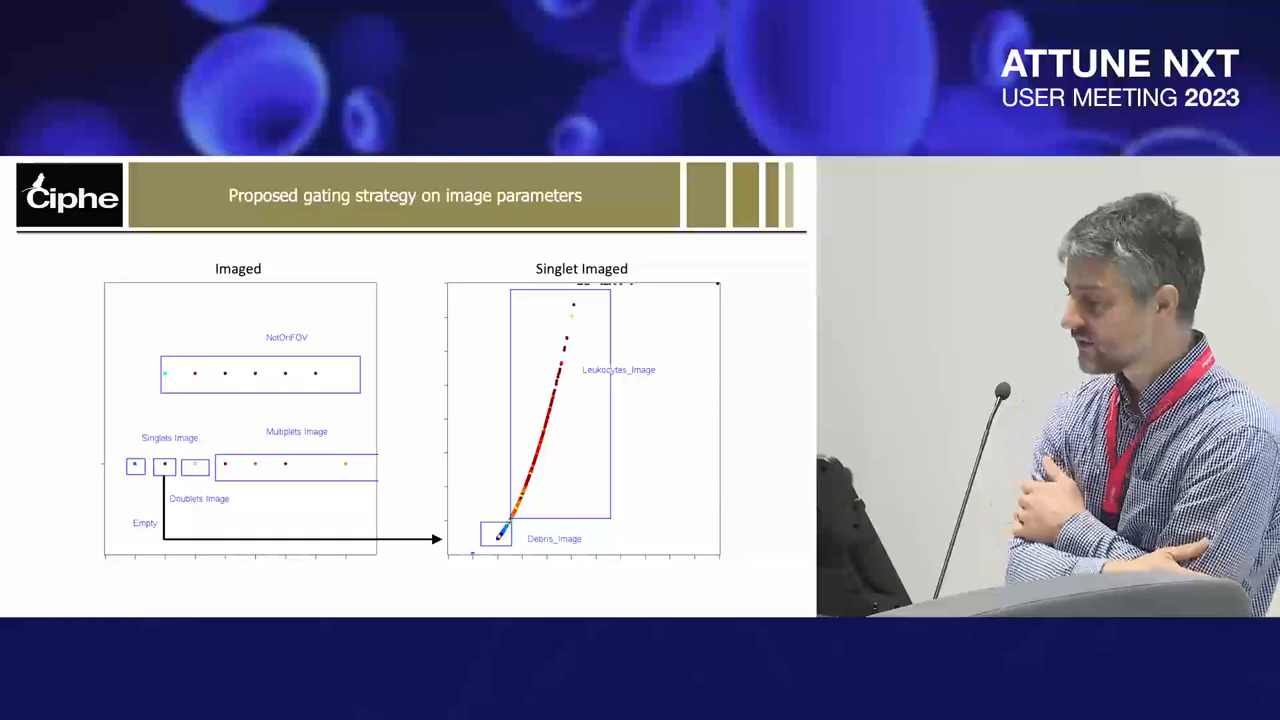 ATTUNE NXT
USER MEETING 2023
Ciphe
Proposed gating strategy on image parameters
Imaged
NotOnFOV
Singlets Image
Multiplets Image
Doublets Image
Empty
Singlet Imaged
Leukocytes_Image
Debris_Image